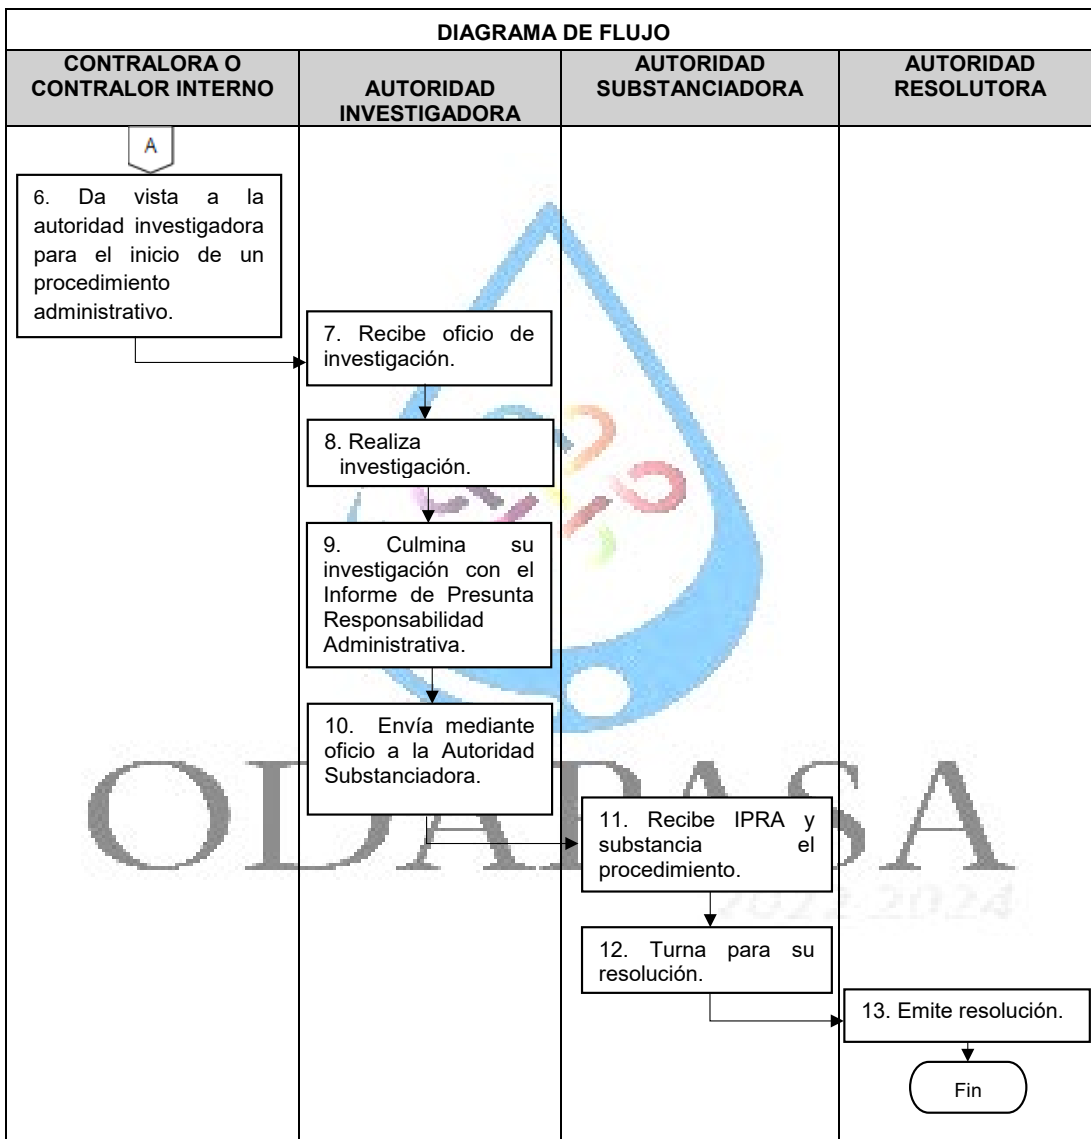 DIAGRAMA DE FLUJO
CONTRALORA O
CONTRALOR INTERNO
AUTORIDAD
INVESTIGADORA
AUTORIDAD
SUBSTANCIADORA
AUTORIDAD
RESOLUTORA
A
6. Da vista a la
autoridad investigadora
para el inicio de un
procedimiento
administrativo.
7. Recibe oficio de
investigación.
8. Realiza
investigación.
9. Culmina su
investigación con el
Informe de Presunta
Responsabilidad
Administrativa.
10. Envía mediante
oficio a la Autoridad
Substanciadora.
ODAPASA
2022-2024
11. Recibe IPRA y
substancia el
procedimiento.
12. Turna para su
resolución.
13. Emite resolución.
Fin